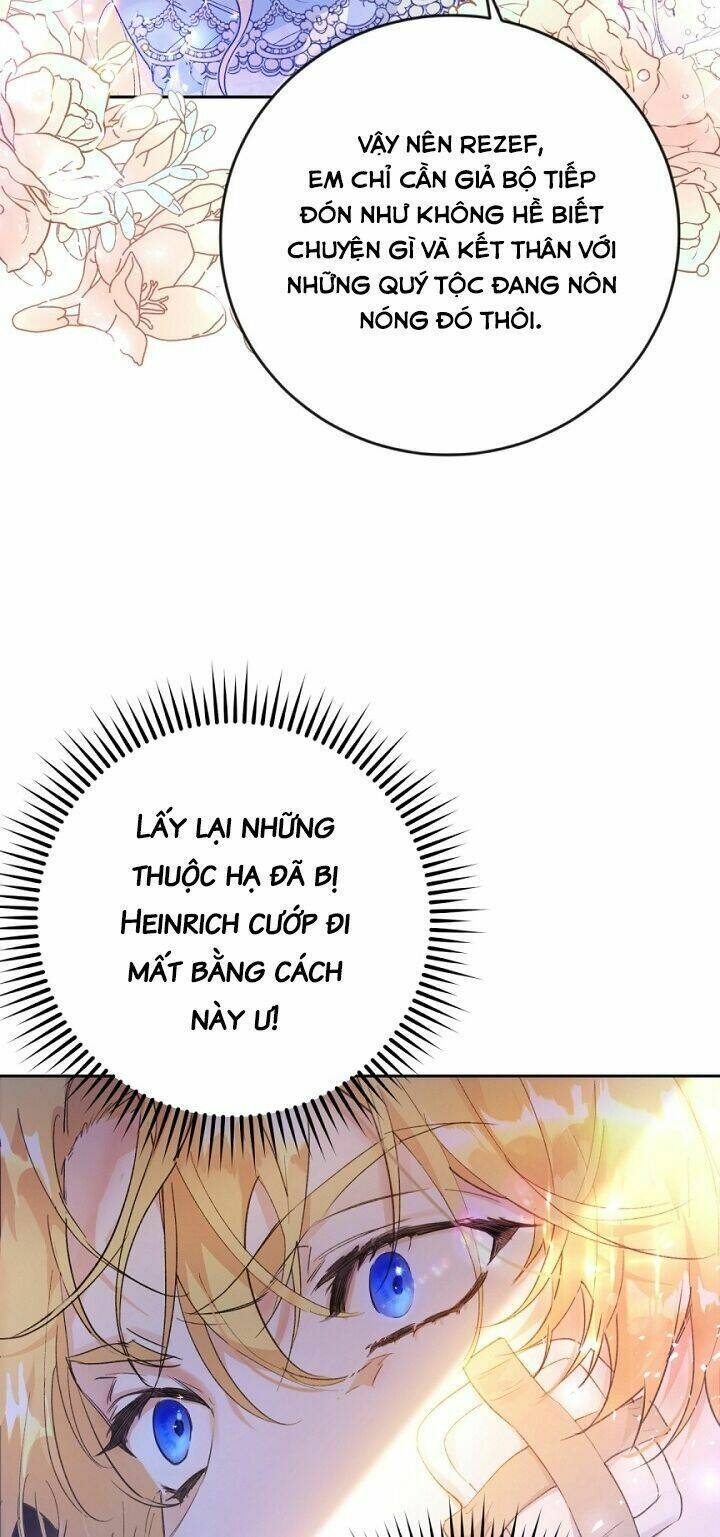 VẬY NÊN REZEF,
EM CHỈ CẦN GIẢ BỘ TIẾP
ĐÓN NHƯ KHÔNG HỀ BIẾT
CHUYỆN GÌ VÀ KẾT THÂN VỚI
NHỮNG QUÝ TỘC ĐANG NÔN
NÓNG ĐÓ THÔI.
LẤY LẠI NHỮNG
THUỘC HẠ ĐÃ BỊ
HEINRICH CƯỚP ĐI
MẤT BẰNG CÁCH
NÀY Ư!